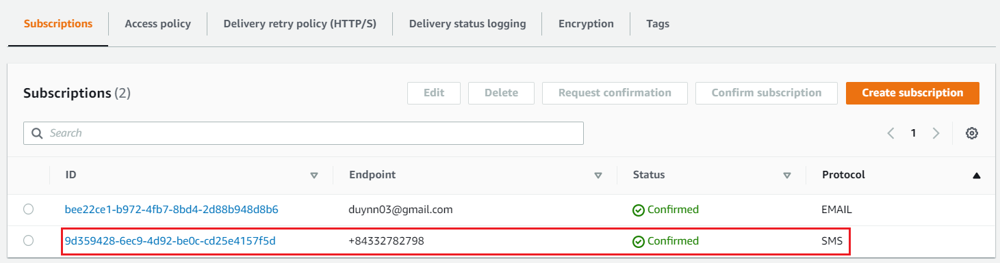 Subscriptions Access policy Delivery retry policy (HTTP/S) Delivery status logging Encryption Tags
Subscriptions (2) Edit Delete Request confirmation Confirm subscription Create subscription
Search 1
ID Endpoint Status Protocol
bee22ce1-b972-4fb7-8bd4-2d88b948d8b6 duynn03@gmail.com Confirmed EMAIL
9d359428-6ec9-4d92-be0c-cd25e4157f5d +84332782798 Confirmed SMS